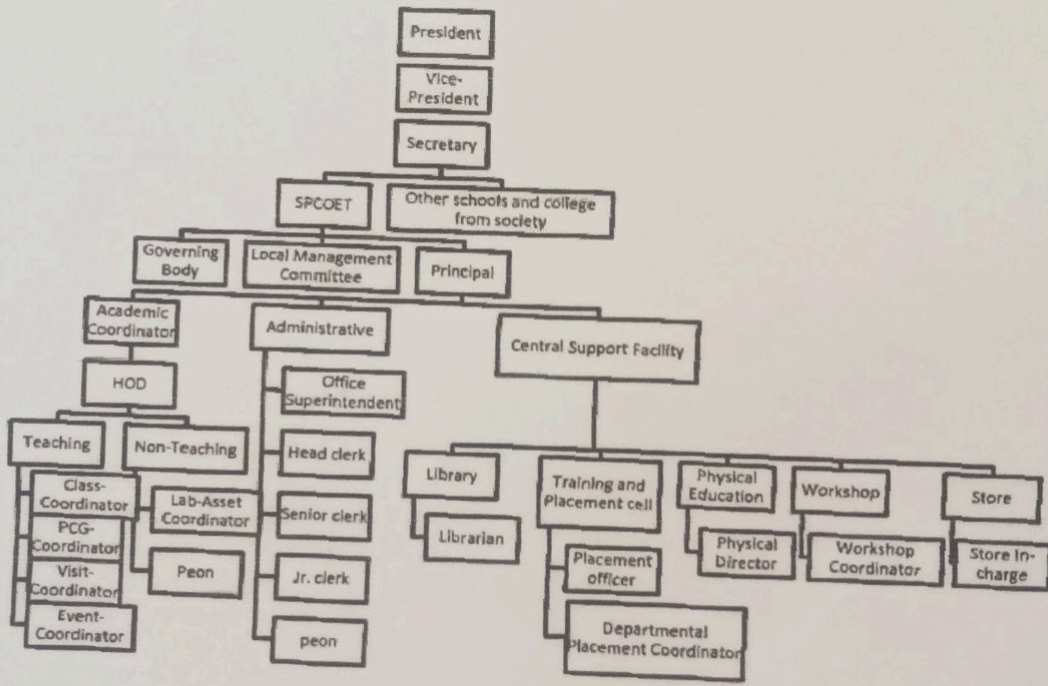 President
Vice-
President
Secretary
SPCOET
Other schools and college
from society
Governing
Body
Local Management
Committee
Principal
Academic
Coordinator
Administrative
Central Support Facility
HOD
Office
Superintendent
Teaching
Non-Teaching
Head clerk
Library
Training and
Placement cell
Physical
Education
Workshop
Store
Class-
Coordinator
Lab-Asset
Coordinator
Senior clerk
PCG-
Coordinator
Librarian
Placement
officer
Physical
Director
Workshop
Coordinator
Store In-
charge
Visit-
Coordinator
Peon
Jr. clerk
Event-
Coordinator
peon
Departmental
Placement Coordinator